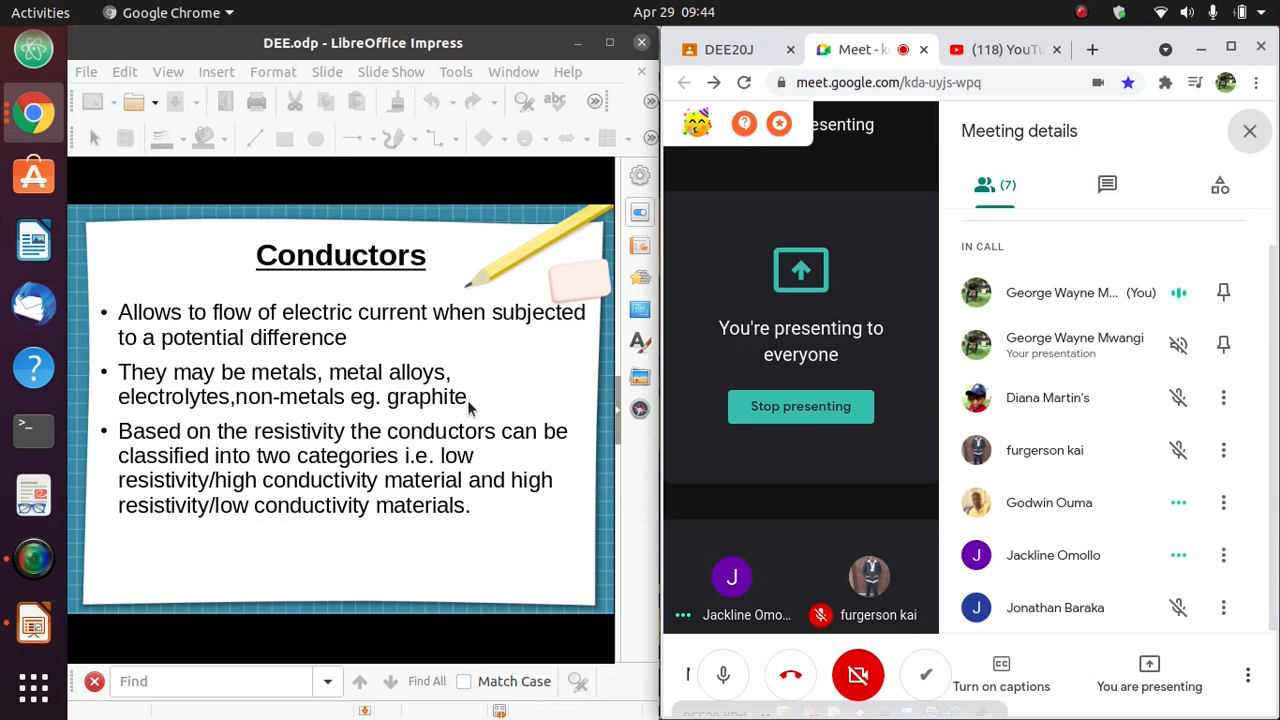 Activities
Google Chrome
Apr 29 09:44
DEE.odp - LibreOffice Impress
File Edit View Insert Format Slide Slide Show Tools Window Help
Conductors
• Allows to flow of electric current when subjected
to a potential difference
• They may be metals, metal alloys,
electrolytes,non-metals eg. graphite
• Based on the resistivity the conductors can be
classified into two categories i.e. low
resistivity/high conductivity material and high
resistivity/low conductivity materials.
Find
Find All
Match Case
DEE20J
Meet - k
(118) YouTu
meet.google.com/kda-uyjs-wpq
esenting
You're presenting to
everyone
Stop presenting
J
Jackline Omo...
furgerson kai
Meeting details
(7)
IN CALL
George Wayne M... (You)
George Wayne Mwangi
Your presentation
Diana Martin's
furgerson kai
Godwin Ouma
J
Jackline Omollo
J
Jonathan Baraka
Turn on captions
You are presenting